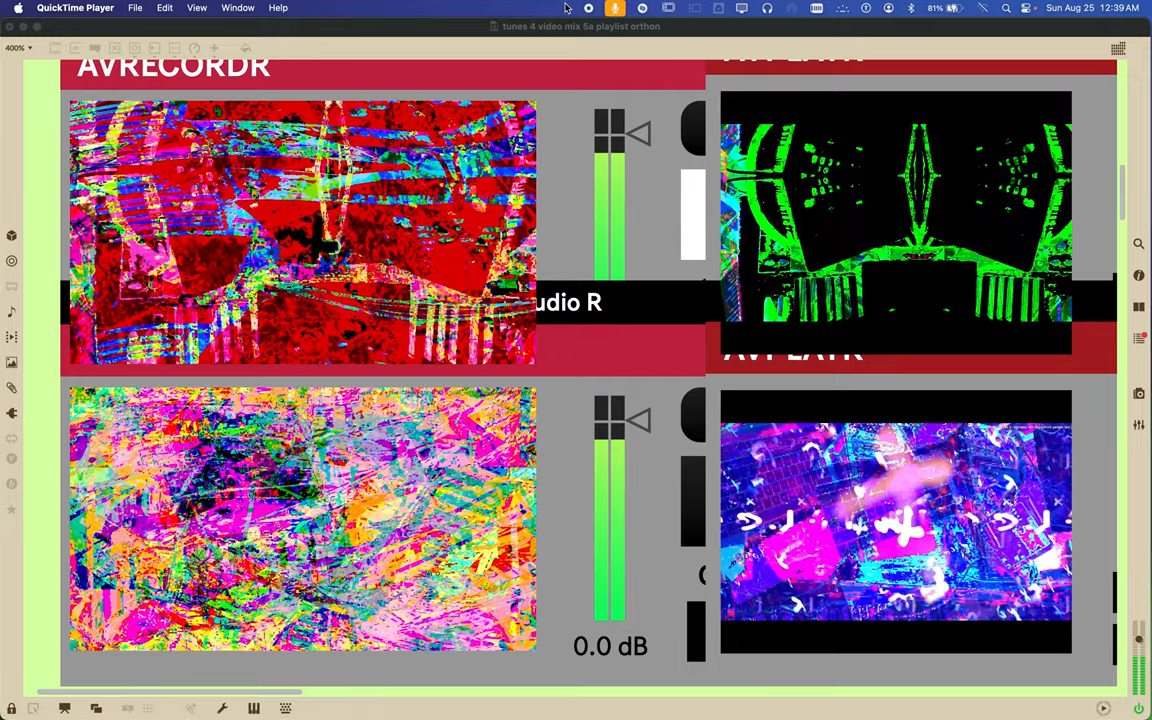 QuickTime Player File Edit View Window Help 81% Sun Aug 25 12:39 AM
tunes 4 video mix 5a playlist orthon
400%
AVRECORDR
udio R
AVPLAYR
0.0 dB